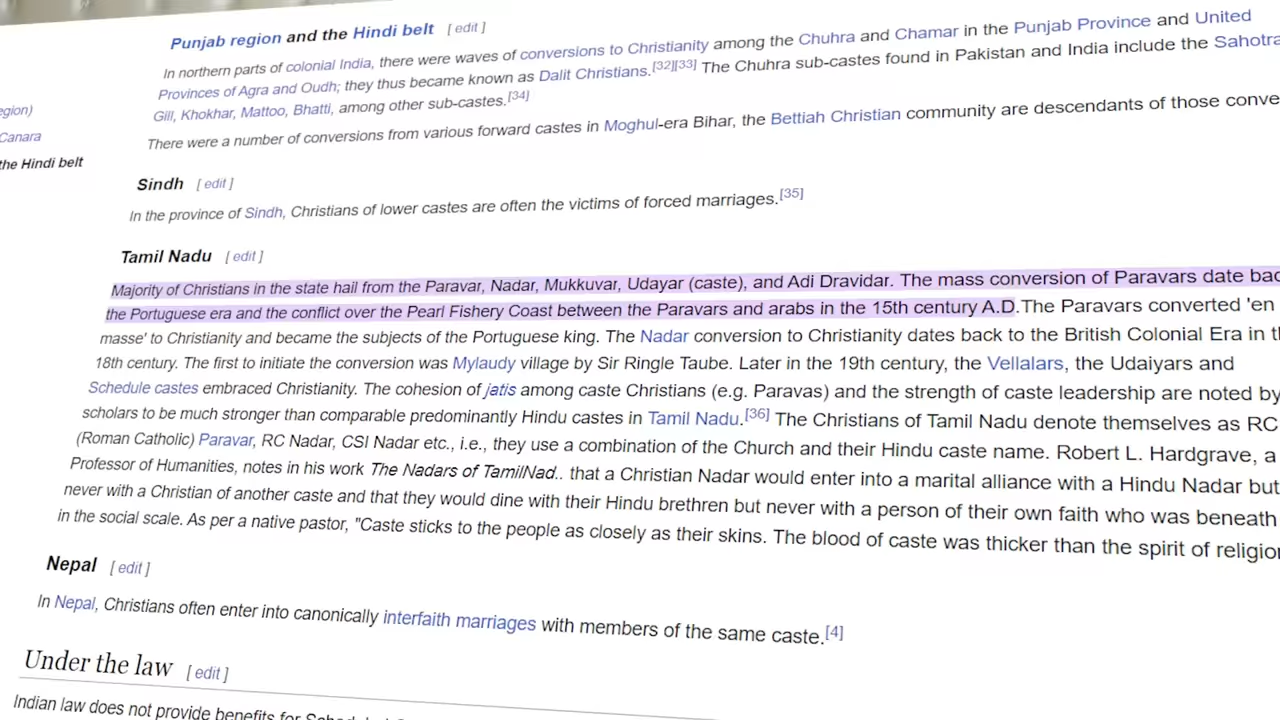 Punjab region and the Hindi belt [ edit ]
In northern parts of colonial India, there were waves of conversions to Christianity among the Chuhra and Chamar in the Punjab Province and United
Provinces of Agra and Oudh; they thus became known as Dalit Christians.[32][33] The Chuhra sub-castes found in Pakistan and India include the Sahotra
Gill, Khokhar, Mattoo, Bhatti, among other sub-castes.[34]
egion)
There were a number of conversions from various forward castes in Moghul-era Bihar, the Bettiah Christian community are descendants of those conve
Canara
the Hindi belt
Sindh [ edit ]
In the province of Sindh, Christians of lower castes are often the victims of forced marriages.[35]
Tamil Nadu [ edit ]
Majority of Christians in the state hail from the Paravar, Nadar, Mukkuvar, Udayar (caste), and Adi Dravidar. The mass conversion of Paravars date bac
the Portuguese era and the conflict over the Pearl Fishery Coast between the Paravars and arabs in the 15th century A.D.The Paravars converted 'en
masse' to Christianity and became the subjects of the Portuguese king. The Nadar conversion to Christianity dates back to the British Colonial Era in th
18th century. The first to initiate the conversion was Mylaudy village by Sir Ringle Taube. Later in the 19th century, the Vellalars, the Udaiyars and
Schedule castes embraced Christianity. The cohesion of jatis among caste Christians (e.g. Paravas) and the strength of caste leadership are noted by
scholars to be much stronger than comparable predominantly Hindu castes in Tamil Nadu.[36] The Christians of Tamil Nadu denote themselves as RC
(Roman Catholic) Paravar, RC Nadar, CSI Nadar etc., i.e., they use a combination of the Church and their Hindu caste name. Robert L. Hardgrave, a
Professor of Humanities, notes in his work The Nadars of TamilNad.. that a Christian Nadar would enter into a marital alliance with a Hindu Nadar but
never with a Christian of another caste and that they would dine with their Hindu brethren but never with a person of their own faith who was beneath
in the social scale. As per a native pastor, "Caste sticks to the people as closely as their skins. The blood of caste was thicker than the spirit of religio
Nepal [ edit ]
In Nepal, Christians often enter into canonically interfaith marriages with members of the same caste.[4]
Under the law [ edit ]
Indian law does not provide benefits for